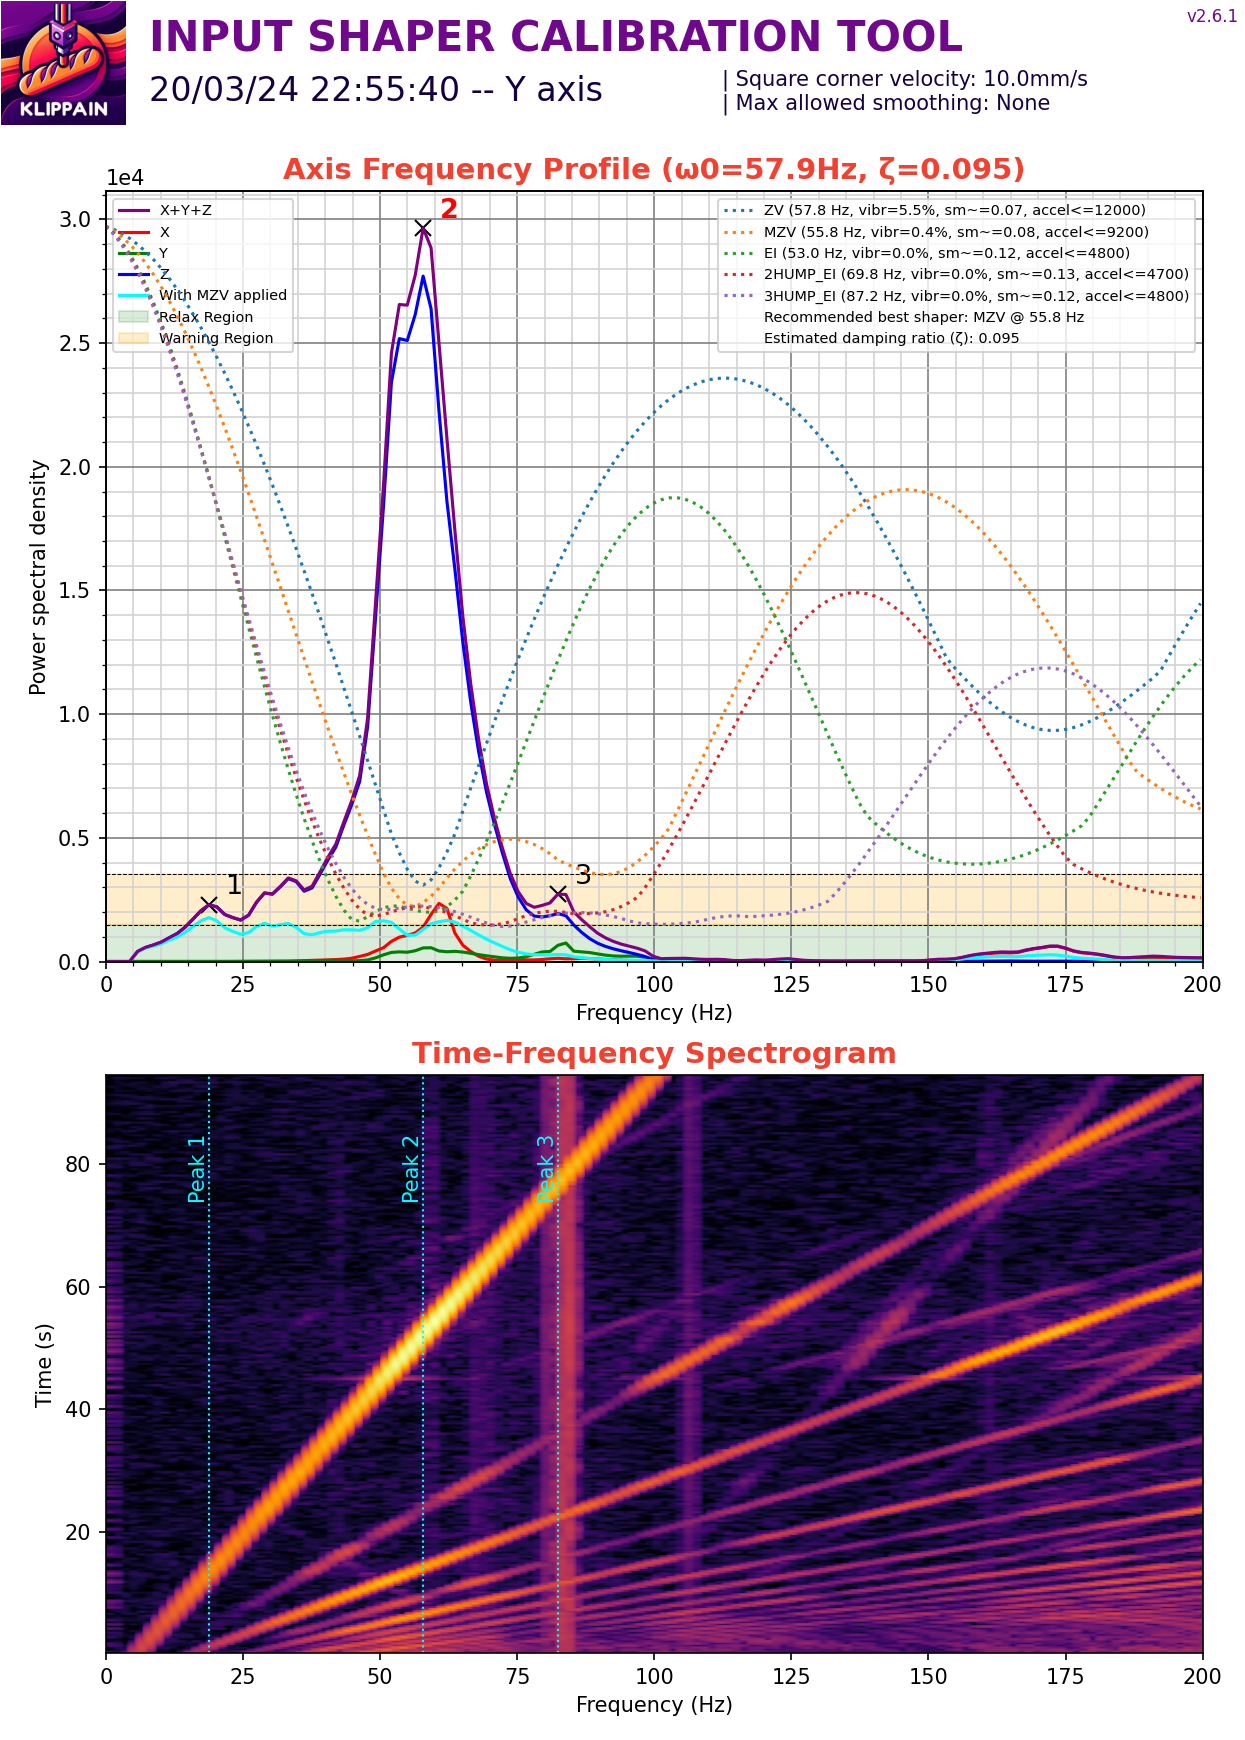 v2.6.1
INPUT SHAPER CALIBRATION TOOL
20/03/24 22:55:40 -- Y axis
| Square corner velocity: 10.0mm/s
| Max allowed smoothing: None
KLIPPAIN
Axis Frequency Profile (ω0=57.9Hz, ζ=0.095)
1e4
X+Y+Z
X
Y
Z
With MZV applied
Relax Region
Warning Region
ZV (57.8 Hz, vibr=5.5%, sm~=0.07, accel<=12000)
MZV (55.8 Hz, vibr=0.4%, sm~=0.08, accel<=9200)
EI (53.0 Hz, vibr=0.0%, sm~=0.12, accel<=4800)
2HUMP_EI (69.8 Hz, vibr=0.0%, sm~=0.13, accel<=4700)
3HUMP_EI (87.2 Hz, vibr=0.0%, sm~=0.12, accel<=4800)
Recommended best shaper: MZV @ 55.8 Hz
Estimated damping ratio (ζ): 0.095
1
2
3
Power spectral density
3.0
2.5
2.0
1.5
1.0
0.5
0.0
0 25 50 75 100 125 150 175 200
Frequency (Hz)
Time-Frequency Spectrogram
Peak 1
Peak 2
Peak 3
Time (s)
80
60
40
20
0 25 50 75 100 125 150 175 200
Frequency (Hz)